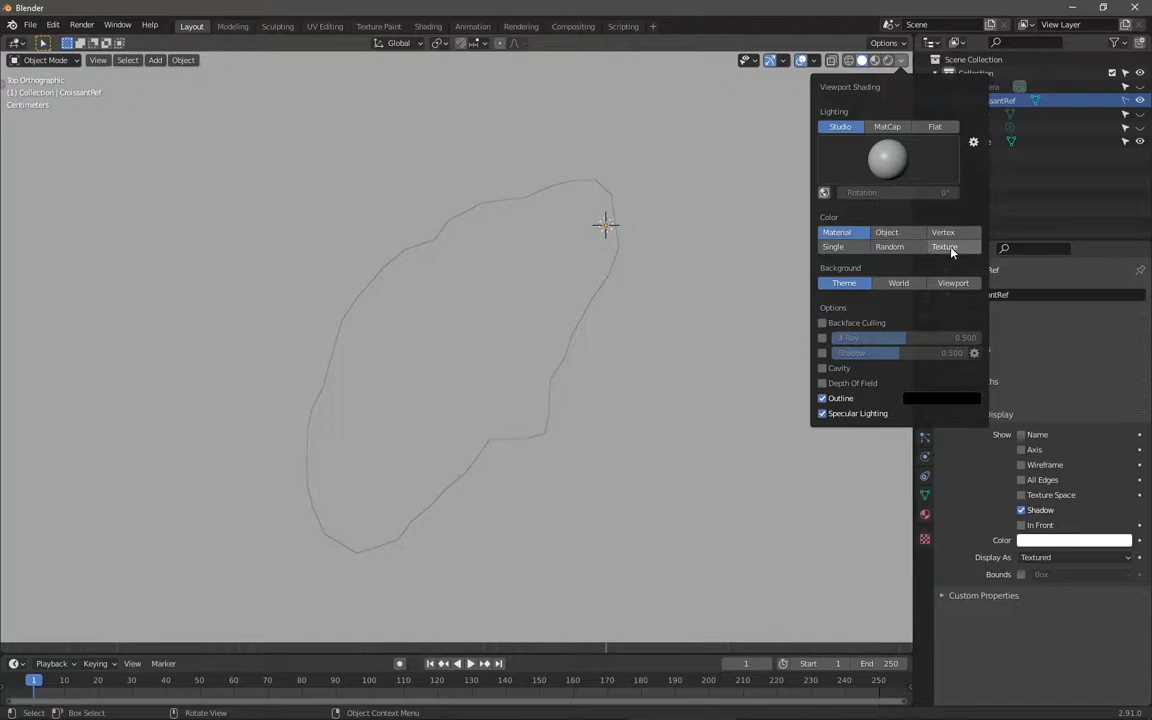 Blender
File Edit Render Window Help Layout Modeling Sculpting UV Editing Texture Paint Shading Animation Rendering Compositing Scripting + Scene View Layer
Global Options
Object Mode View Select Add Object
Scene Collection
Collection
Top Orthographic
(1) Collection | CroissantRef
Centimeters
Viewport Shading
Lighting
Studio MatCap Flat
Rotation 0°
Color
Material Object Vertex
Single Random Texture
Background
Theme World Viewport
Options
Backface Culling
X-Ray 0.500
Shadow 0.500
Cavity
Depth Of Field
Outline
Specular Lighting
Show Name
Axis
Wireframe
All Edges
Texture Space
Shadow
In Front
Color
Display As Textured
Bounds Box
Custom Properties
Playback Keying View Marker 1 Start 1 End 250
1 10 20 30 40 50 60 70 80 90 100 110 120 130 140 150 160 170 180 190 200 210 220 230 240 250
Select Box Select Rotate View Object Context Menu 2.91.0